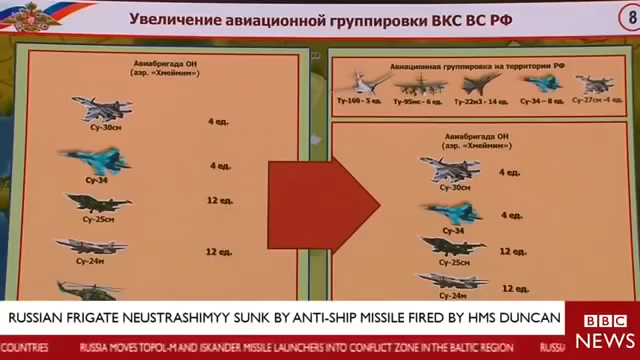 Увеличение авиационной группировки ВКС ВС РФ
8
Авиабригада ОН
(аэр. «Хмеймим»)
Су-30см
4 ед.
Су-34
4 ед.
Су-25см
12 ед.
Су-24м
12 ед.
Авиационная группировка на территории РФ
Ту-160 - 5 ед.
Ту-95мс - 6 ед.
Ту-22м3 - 14 ед.
Су-34 - 8 ед.
Су-27см -4 ед.
Авиабригада ОН
(аэр. «Хмеймим»)
Су-30см
4 ед.
Су-34
4 ед.
Су-25см
12 ед.
Су-24м
12 ед.
RUSSIAN FRIGATE NEUSTRASHIMYY SUNK BY ANTI-SHIP MISSILE FIRED BY HMS DUNCAN
BBC
NEWS
COUNTRIES
RUSSIA MOVES TOPOL-M AND ISKANDER MISSILE LAUNCHERS INTO CONFLICT ZONE IN THE BALTIC REGION
RUSSIA